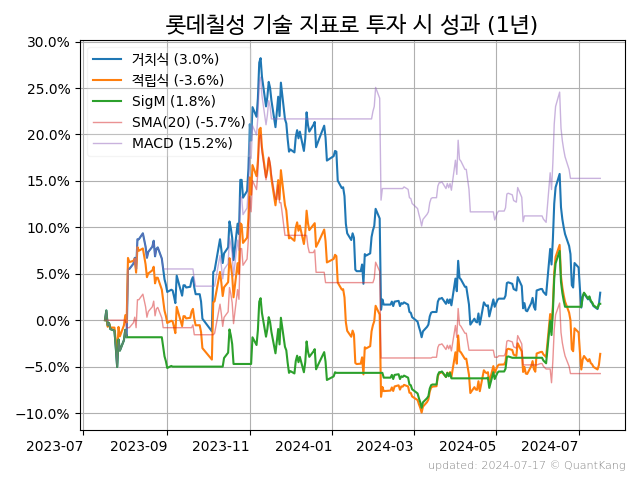 롯데칠성 기술 지표로 투자 시 성과 (1년)
30.0%
25.0%
20.0%
15.0%
10.0%
5.0%
0.0%
−5.0%
−10.0%
거치식 (3.0%)
적립식 (-3.6%)
SigM (1.8%)
SMA(20) (-5.7%)
MACD (15.2%)
2023-07 2023-09 2023-11 2024-01 2024-03 2024-05 2024-07
updated: 2024-07-17 © QuantKang